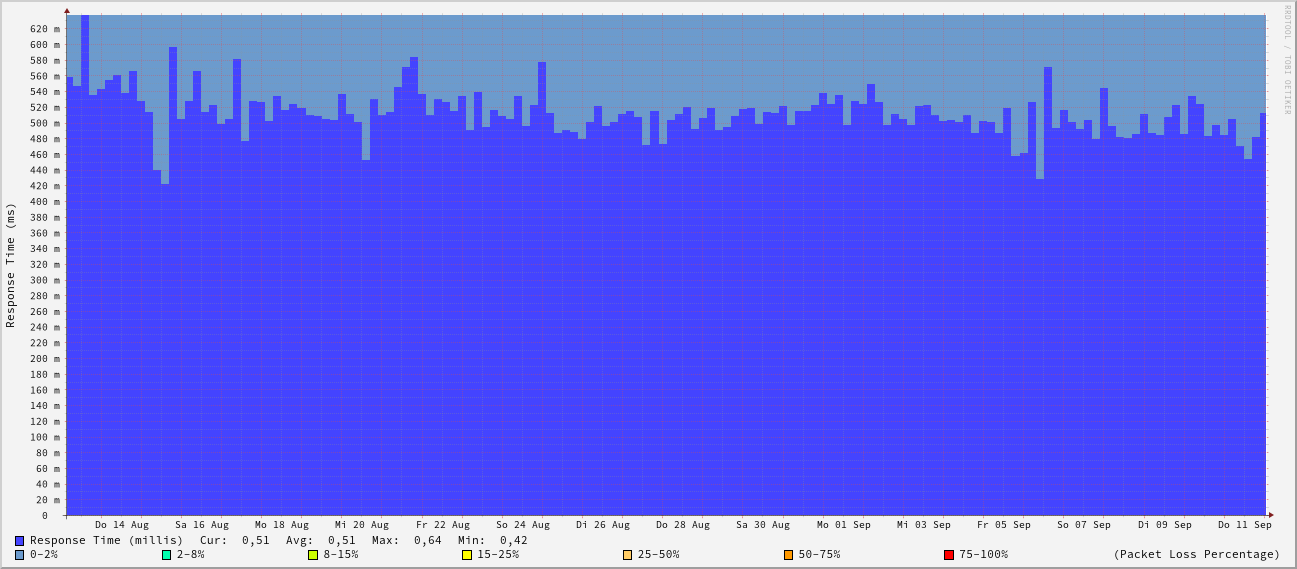 RRDTOOL / TOBI OETIKER
Response Time (ms)
620 m
600 m
580 m
560 m
540 m
520 m
500 m
480 m
460 m
440 m
420 m
400 m
380 m
360 m
340 m
320 m
300 m
280 m
260 m
240 m
220 m
200 m
180 m
160 m
140 m
120 m
100 m
80 m
60 m
40 m
20 m
0
Do 14 Aug Sa 16 Aug Mo 18 Aug Mi 20 Aug Fr 22 Aug So 24 Aug Di 26 Aug Do 28 Aug Sa 30 Aug Mo 01 Sep Mi 03 Sep Fr 05 Sep So 07 Sep Di 09 Sep Do 11 Sep
Response Time (millis) Cur: 0,51 Avg: 0,51 Max: 0,64 Min: 0,42
0-2% 2-8% 8-15% 15-25% 25-50% 50-75% 75-100% (Packet Loss Percentage)